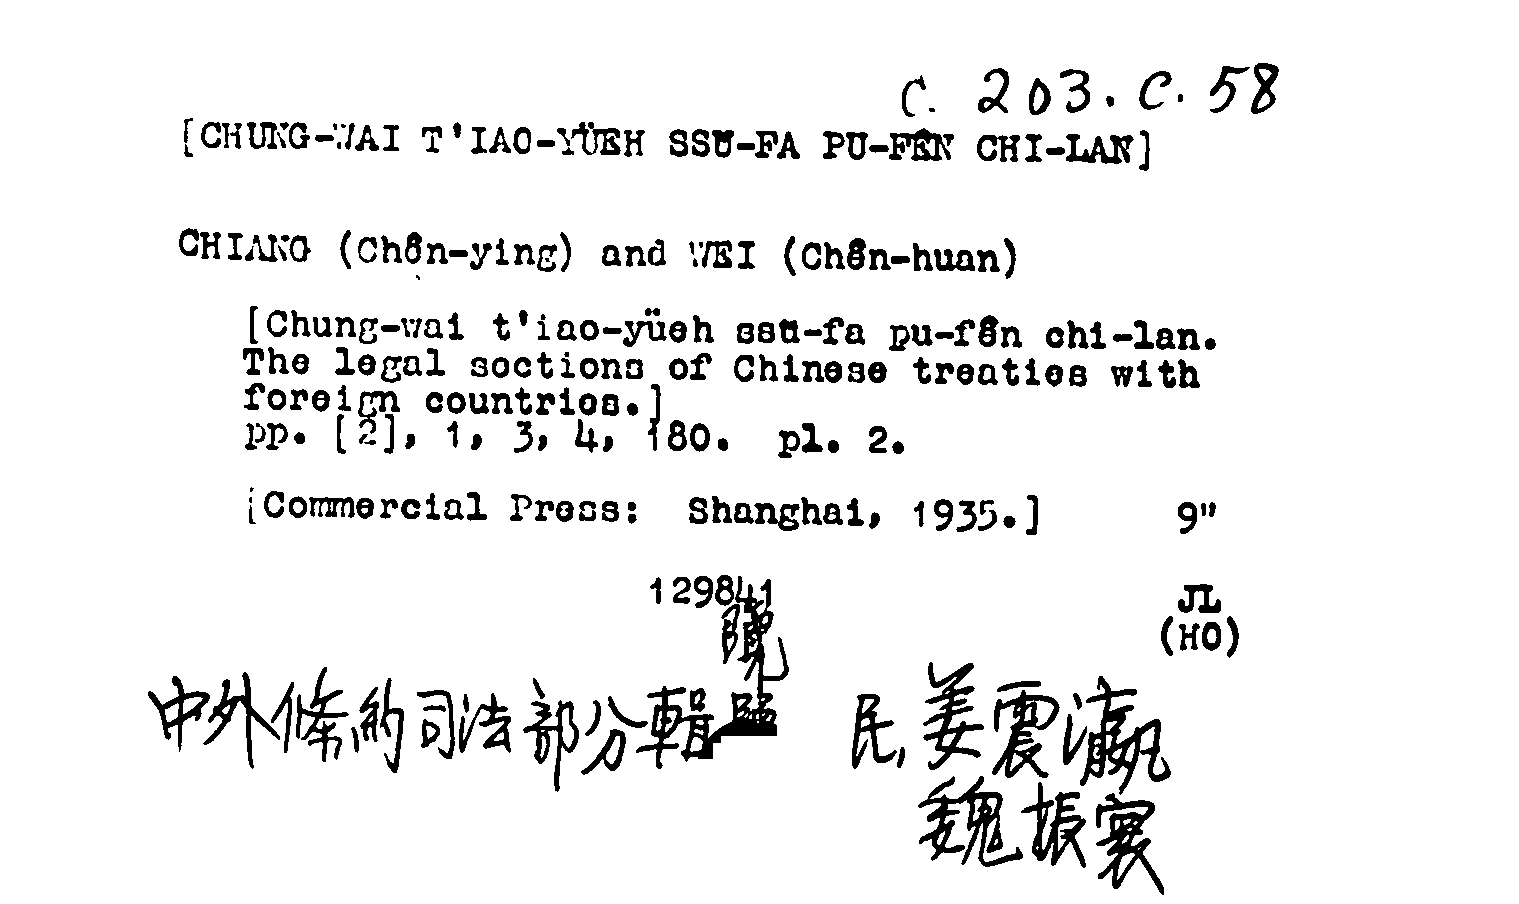 C. 203. C. 58
[CHUNG-WAI T'IAO-YÜEH SSŬ-FA PU-FÊN CHI-LAN]
CHIANG (Chên-ying) and WEI (Chên-huan)
[Chung-wai t'iao-yüeh ssŭ-fa pu-fên chi-lan.
The legal sections of Chinese treaties with
foreign countries.]
pp. [2], 1, 3, 4, 180. pl. 2.
[Commercial Press: Shanghai, 1935.] 9"
129841 JL
(HO)
覽
中外條約司法部分輯 民, 姜震瀛
魏振寰